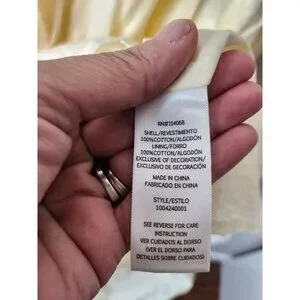 RN#114068
SHELL/REVESTIMENTO
100%COTTON/ALGODÓN
LINING/FORRO
100%COTTON/ALGODÓN
EXCLUSIVE OF DECORATION/
EXCLUSIVO DE DECORACIÓN
MADE IN CHINA
FABRICADO EN CHINA
STYLE/ESTILO
1004240001
SEE REVERSE FOR CARE
INSTRUCTION
VER CUIDADO AL DORSO
(VER EL DORSO PARA
DETALLES SOBRE CUIDADOS)